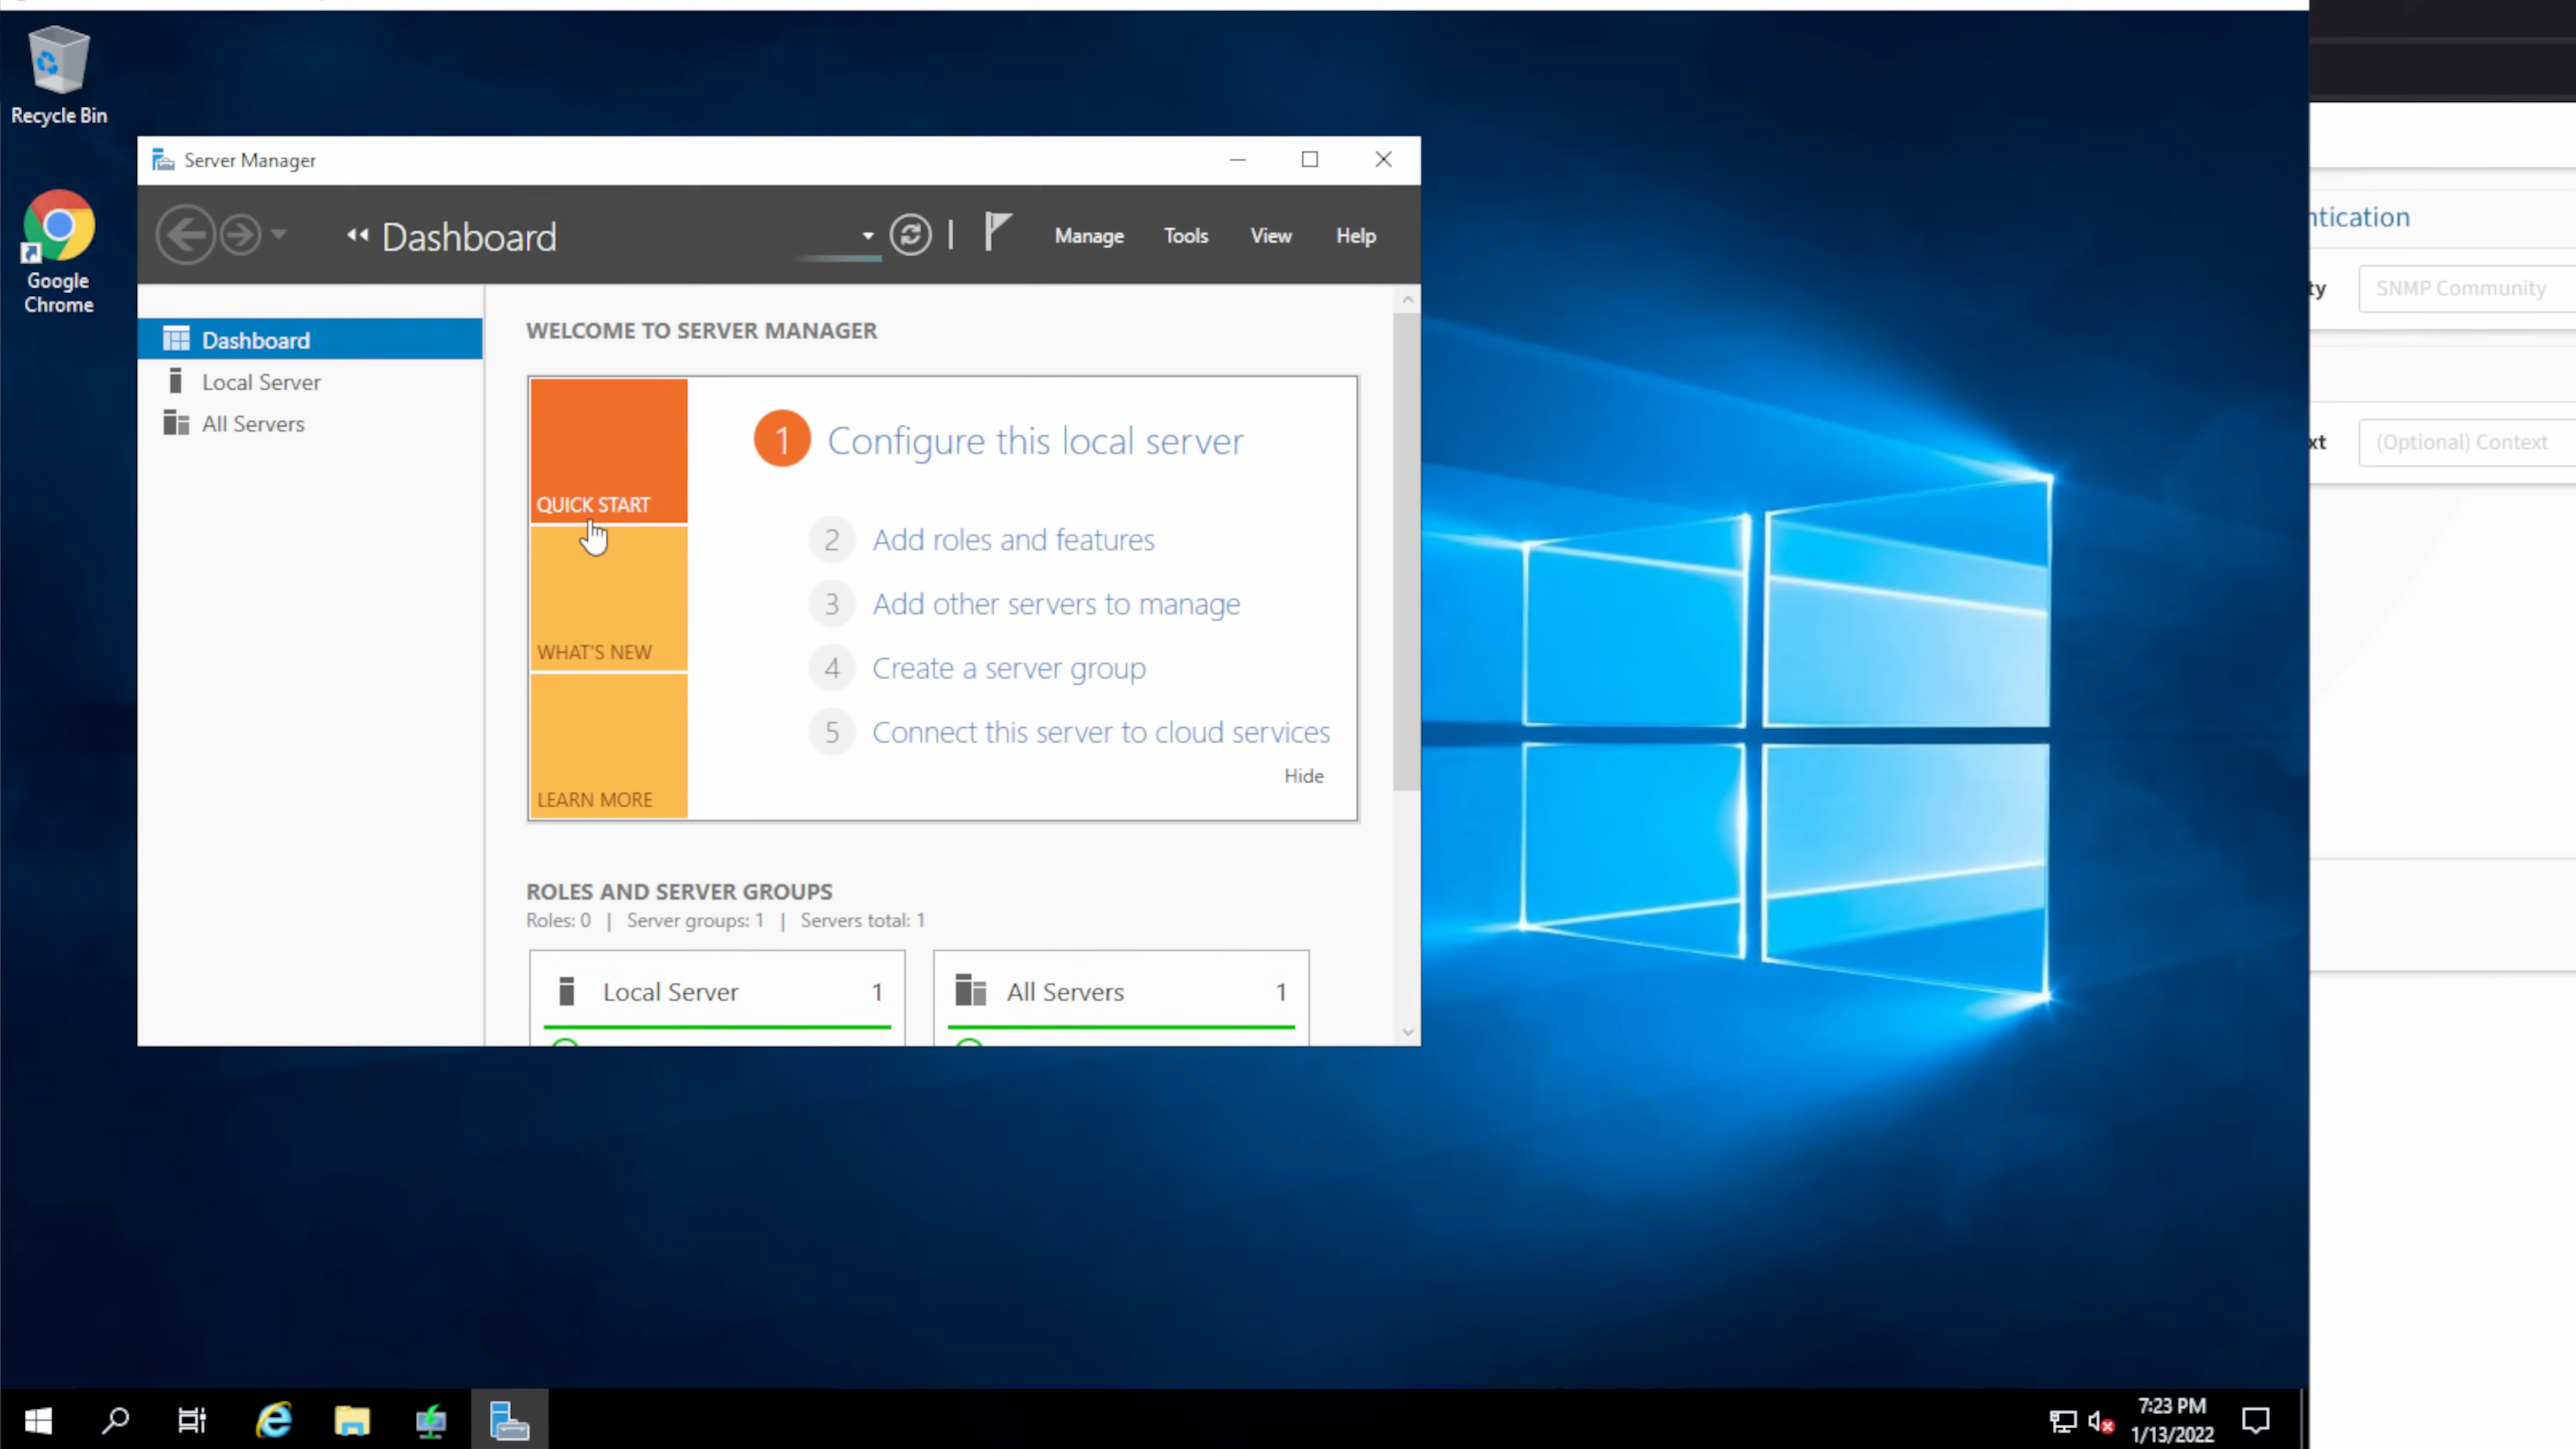 Recycle Bin
Google
Chrome
Server Manager
Dashboard
Manage
Tools
View
Help
Dashboard
Local Server
All Servers
WELCOME TO SERVER MANAGER
QUICK START
WHAT'S NEW
LEARN MORE
1 Configure this local server
2 Add roles and features
3 Add other servers to manage
4 Create a server group
5 Connect this server to cloud services
Hide
ROLES AND SERVER GROUPS
Roles: 0 | Server groups: 1 | Servers total: 1
Local Server 1
All Servers 1
ntication
ty
SNMP Community
xt
(Optional) Context
7:23 PM
1/13/2022